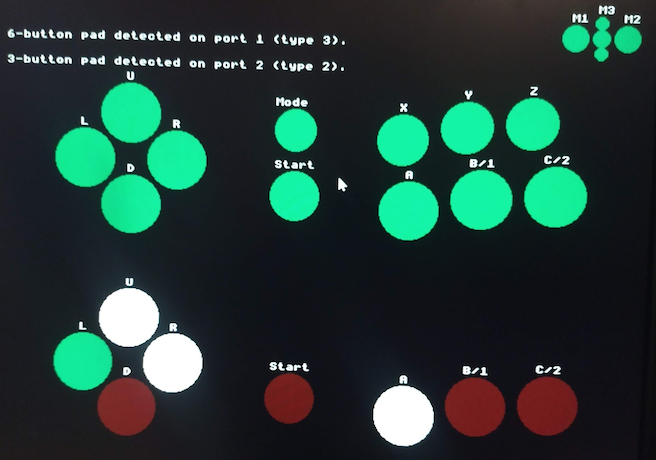 M3
M1 M2
6-button pad detected on port 1 (type 3).
3-button pad detected on port 2 (type 2).
U
L R
D
Mode
Start
X Y Z
A B/1 C/2
U
L R
D
Start
A B/1 C/2